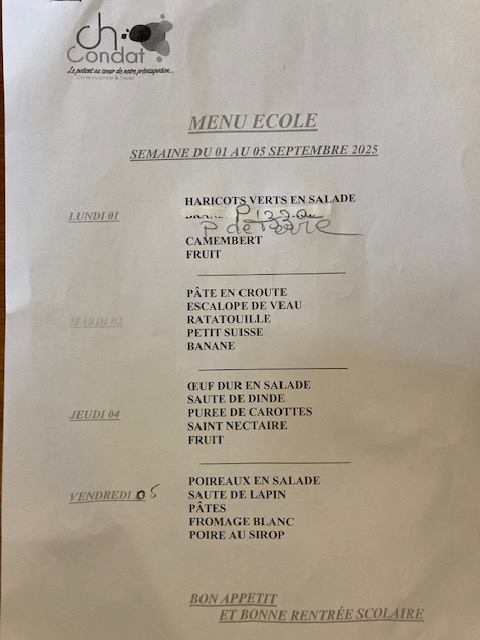 ch
Condat
Le patient au coeur de notre préoccupation...
MENU ECOLE
SEMAINE DU 01 AU 05 SEPTEMBRE 2025
LUNDI 01
HARICOTS VERTS EN SALADE
P de Terre
CAMEMBERT
FRUIT
MARDI 02
PÂTE EN CROUTE
ESCALOPE DE VEAU
RATATOUILLE
PETIT SUISSE
BANANE
JEUDI 04
ŒUF DUR EN SALADE
SAUTE DE DINDE
PUREE DE CAROTTES
SAINT NECTAIRE
FRUIT
VENDREDI 05
POIREAUX EN SALADE
SAUTE DE LAPIN
PÂTES
FROMAGE BLANC
POIRE AU SIROP
BON APPETIT
ET BONNE RENTRÉE SCOLAIRE